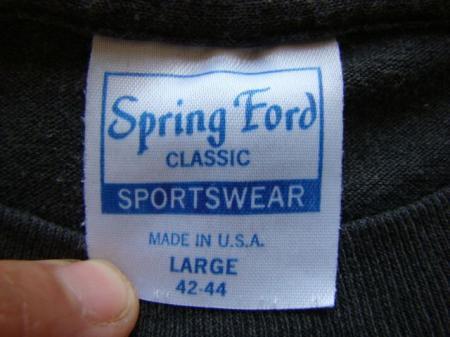 Spring Ford
CLASSIC
SPORTSWEAR
MADE IN U.S.A.
LARGE
42-44